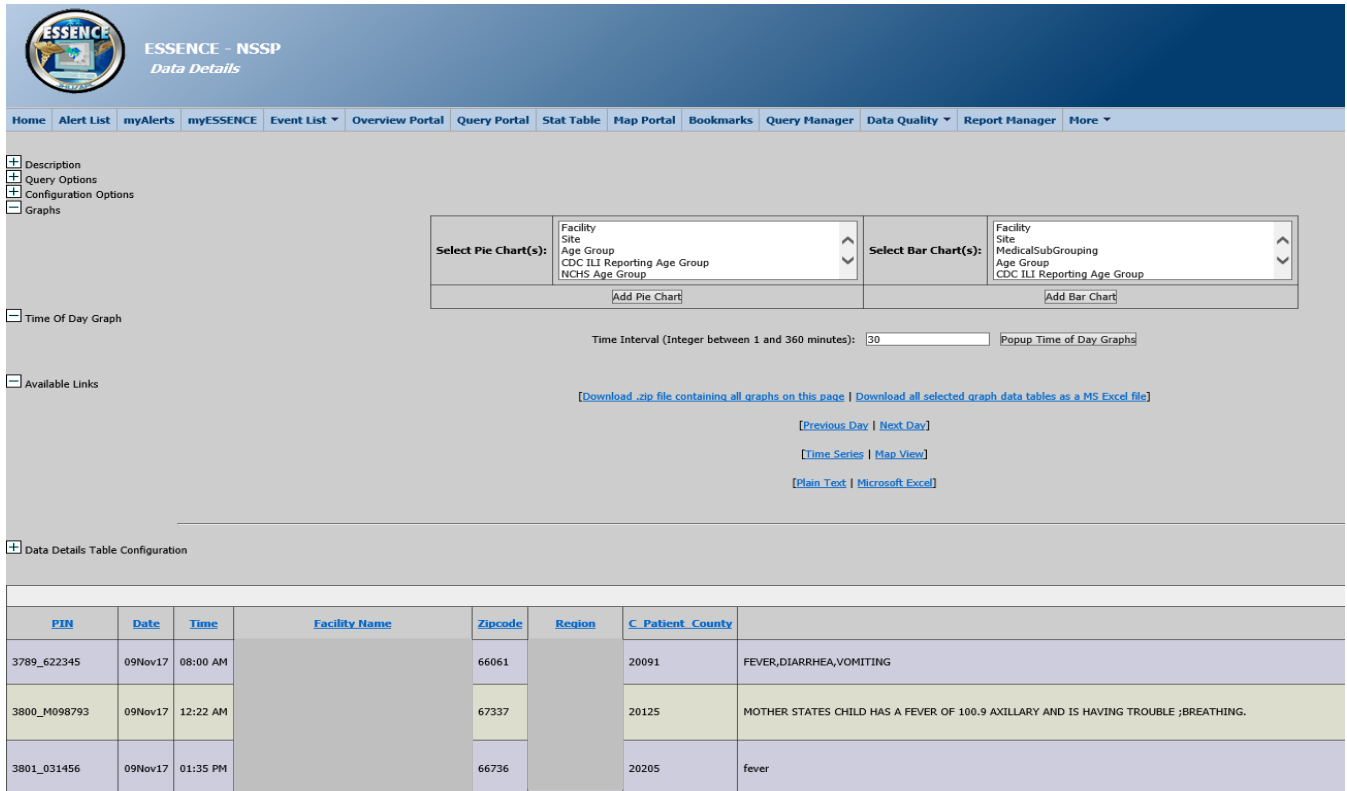 ESSENCE
ESSENCE - NSSP
Data Details
Home Alert List myAlerts myESSENCE Event List Overview Portal Query Portal Stat Table Map Portal Bookmarks Query Manager Data Quality Report Manager More
Description
Query Options
Configuration Options
Graphs
Select Pie Chart(s):
Facility
Site
Age Group
CDC ILI Reporting Age Group
NCHS Age Group
Select Bar Chart(s):
Facility
Site
MedicalSubGrouping
Age Group
CDC ILI Reporting Age Group
Add Pie Chart Add Bar Chart
Time Of Day Graph
Time Interval (Integer between 1 and 360 minutes): 30 Popup Time of Day Graphs
Available Links
[Download .zip file containing all graphs on this page | Download all selected graph data tables as a MS Excel file]
[Previous Day | Next Day]
[Time Series | Map View]
[Plain Text | Microsoft Excel]
Data Details Table Configuration
PIN Date Time Facility Name Zipcode Region C_Patient_County
3789_622345 09Nov17 08:00 AM 66061 20091 FEVER,DIARRHEA,VOMITING
3800_M098793 09Nov17 12:22 AM 67337 20125 MOTHER STATES CHILD HAS A FEVER OF 100.9 AXILLARY AND IS HAVING TROUBLE ;BREATHING.
3801_031456 09Nov17 01:35 PM 66736 20205 fever